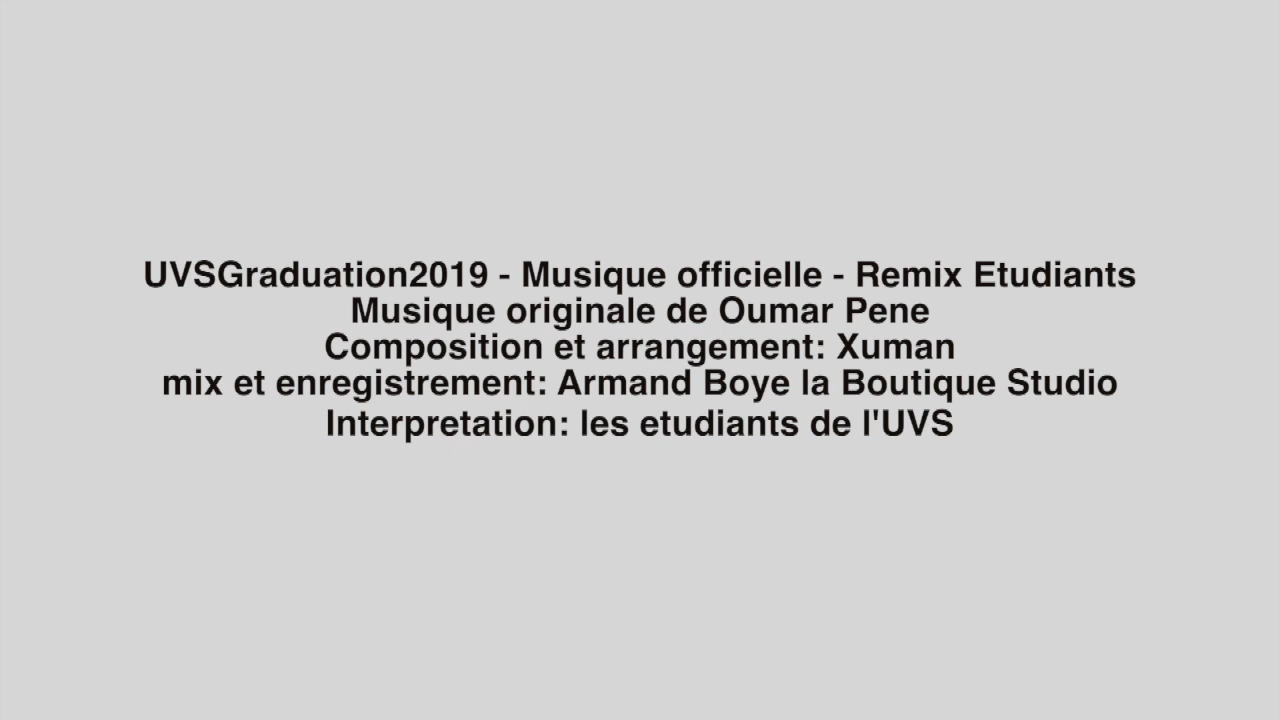 UVSGraduation2019 - Musique officielle - Remix Etudiants
Musique originale de Oumar Pene
Composition et arrangement: Xuman
mix et enregistrement: Armand Boye la Boutique Studio
Interpretation: les etudiants de l'UVS